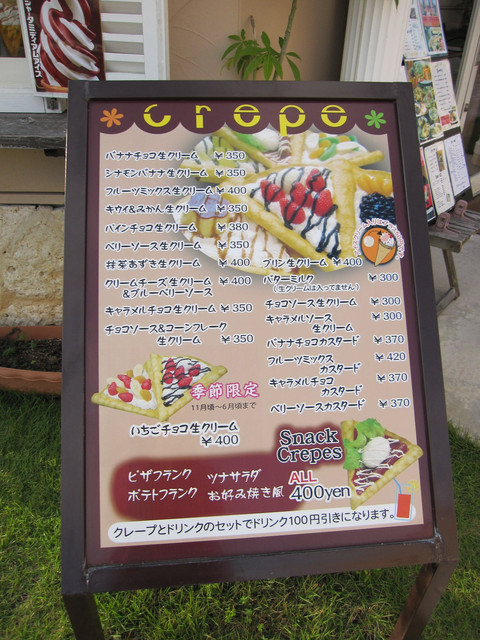 crepe
バナナチョコ生クリーム ￥350
シナモンバナナ生クリーム ￥350
フルーツミックス生クリーム ￥400
キウイ&みかん生クリーム ￥350
パインチョコ生クリーム ￥380
ベリーソース生クリーム ￥350
抹茶あずき生クリーム ￥400
クリームチーズ生クリーム ￥400
&ブルーベリーソース
キャラメルチョコ生クリーム ￥350
チョコソース&コーンフレーク
生クリーム ￥350
プリン生クリーム ￥400
バターミルク ￥300
(生クリームは入ってません)
チョコソース生クリーム ￥300
キャラメルソース ￥300
生クリーム
バナナチョコカスタード ￥370
フルーツミックス ￥420
カスタード
キャラメルチョコ ￥370
カスタード
ベリーソースカスタード ￥370
季節限定
11月頃〜6月頃まで
いちごチョコ生クリーム
￥400
Snack
Crepes
ピザフランク ツナサラダ
ポテトフランク お好み焼き風
ALL
400yen
クレープとドリンクのセットでドリンク100円引きになります。